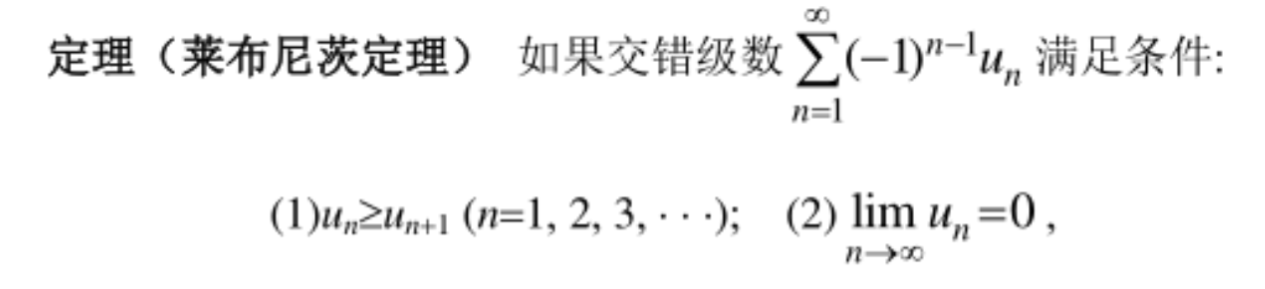 定理（莱布尼茨定理） 如果交错级数 $\sum_{n=1}^{\infty}(-1)^{n-1}u_n$ 满足条件:
(1)$u_n$≥$u_{n+1}$ (n=1, 2, 3, · · ·); (2) $\lim_{n\to\infty} u_n=0$ ,